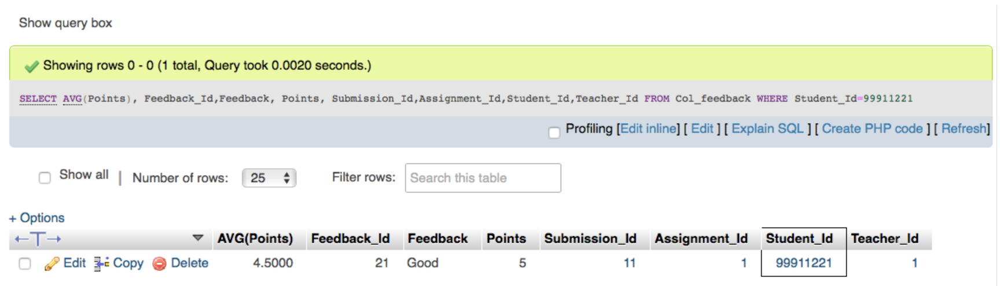 Show query box
Showing rows 0 - 0 (1 total, Query took 0.0020 seconds.)
SELECT AVG(Points), Feedback_Id,Feedback, Points, Submission_Id,Assignment_Id,Student_Id,Teacher_Id FROM Col_feedback WHERE Student_Id=99911221
Profiling [Edit inline] [ Edit ] [ Explain SQL ] [ Create PHP code ] [ Refresh]
Show all | Number of rows: 25 Filter rows: Search this table
+ Options
←T→ AVG(Points) Feedback_Id Feedback Points Submission_Id Assignment_Id Student_Id Teacher_Id
Edit Copy Delete 4.5000 21 Good 5 11 1 99911221 1